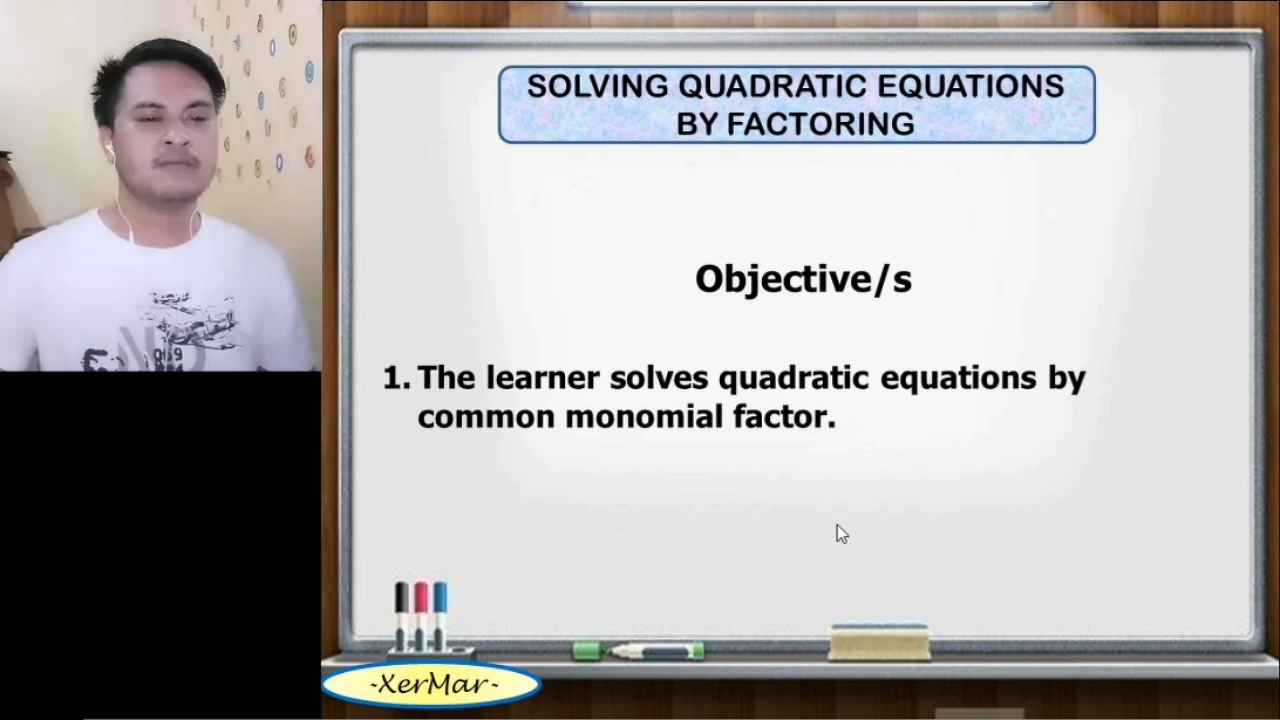 SOLVING QUADRATIC EQUATIONS
BY FACTORING
Objective/s
1. The learner solves quadratic equations by
common monomial factor.
-XerMar-